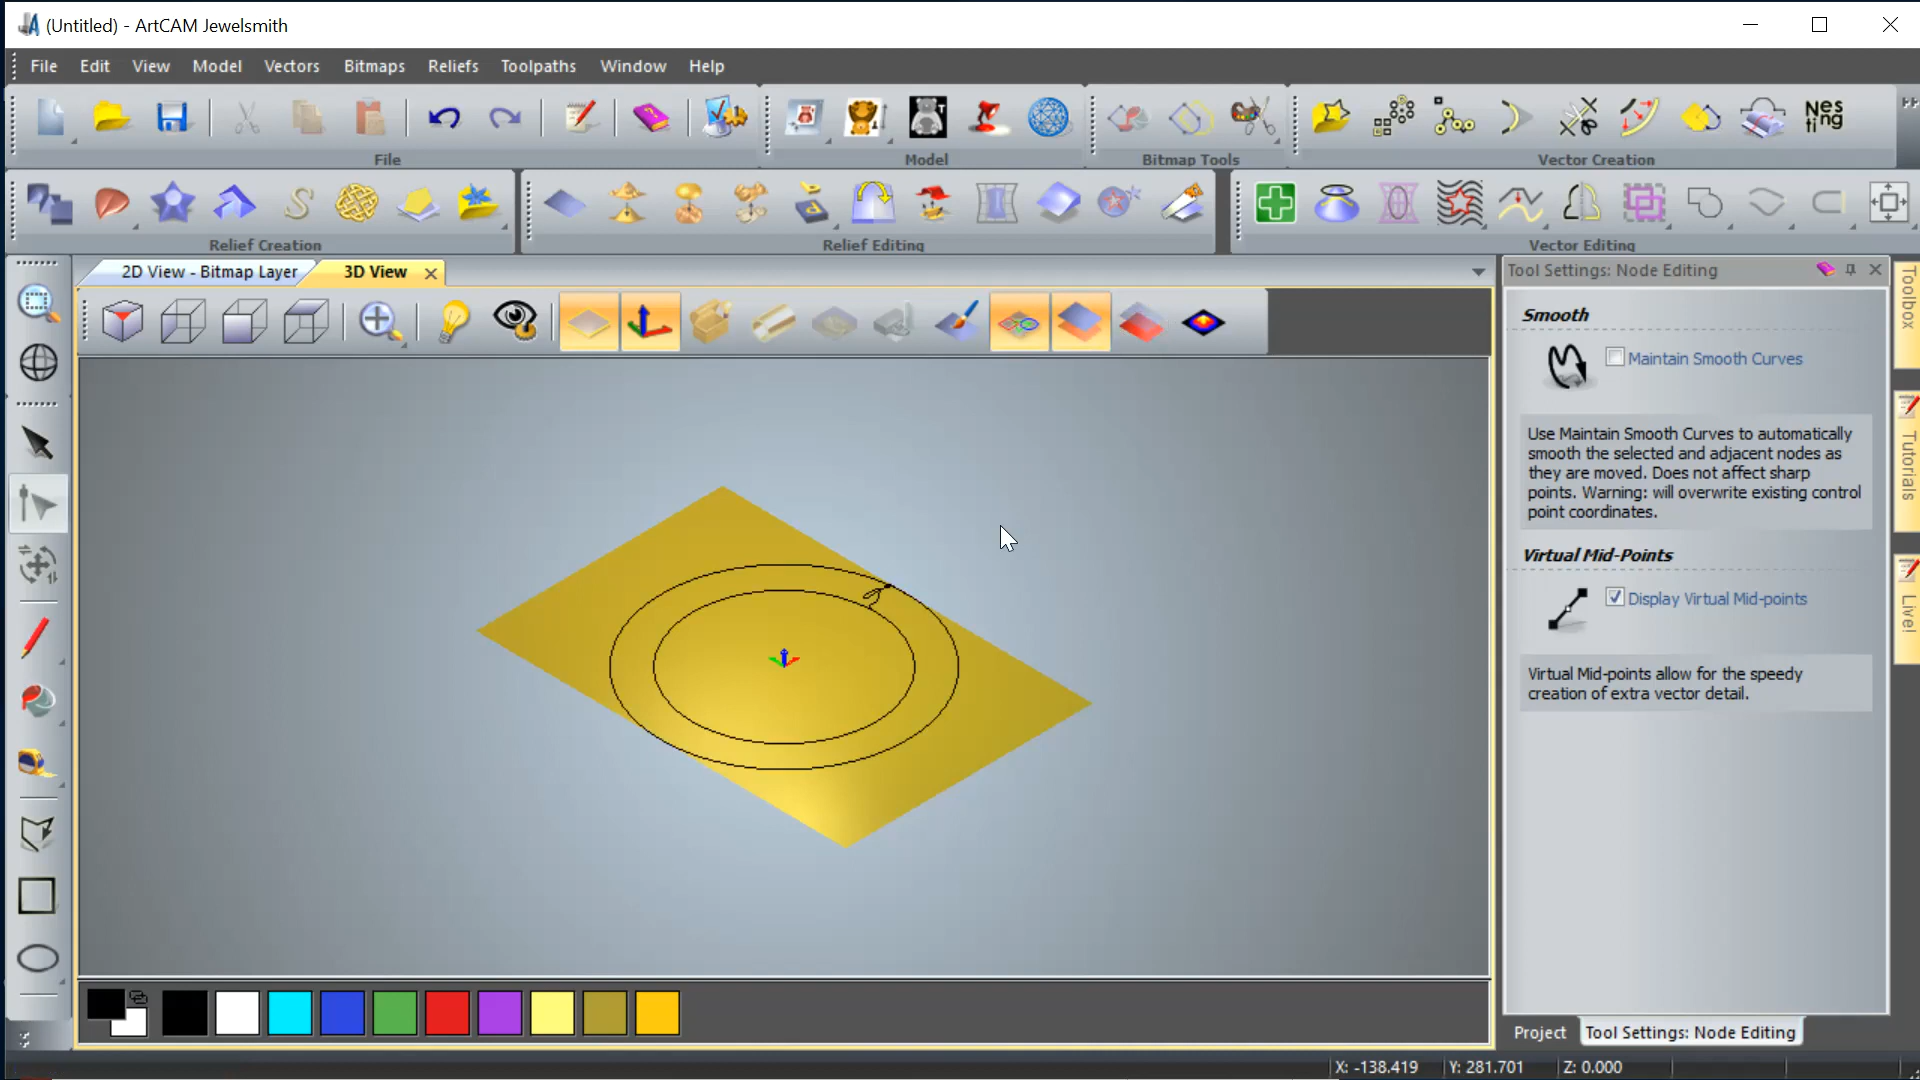 (Untitled) - ArtCAM Jewelsmith
File Edit View Model Vectors Bitmaps Reliefs Toolpaths Window Help
Nes
ting
File Model Bitmap Tools Vector Creation
Relief Creation Relief Editing Vector Editing
2D View - Bitmap Layer 3D View
Tool Settings: Node Editing
Toolbox
Tutorials
Live!
Smooth
Maintain Smooth Curves
Use Maintain Smooth Curves to automatically
smooth the selected and adjacent nodes as
they are moved. Does not affect sharp
points. Warning: will overwrite existing control
point coordinates.
Virtual Mid-Points
Display Virtual Mid-points
Virtual Mid-points allow for the speedy
creation of extra vector detail.
Project Tool Settings: Node Editing
X: -138.419 Y: 281.701 Z: 0.000